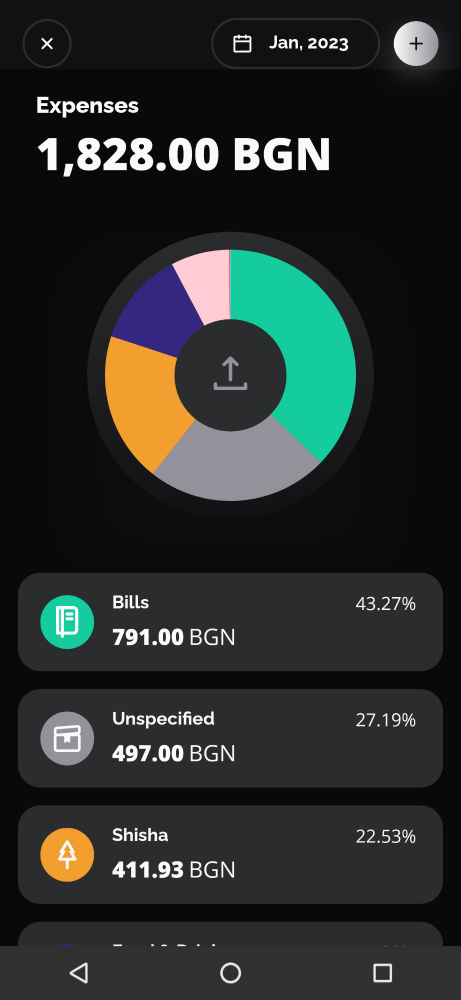 Jan, 2023
Expenses
1,828.00 BGN
Bills
43.27%
791.00 BGN
Unspecified
27.19%
497.00 BGN
Shisha
22.53%
411.93 BGN